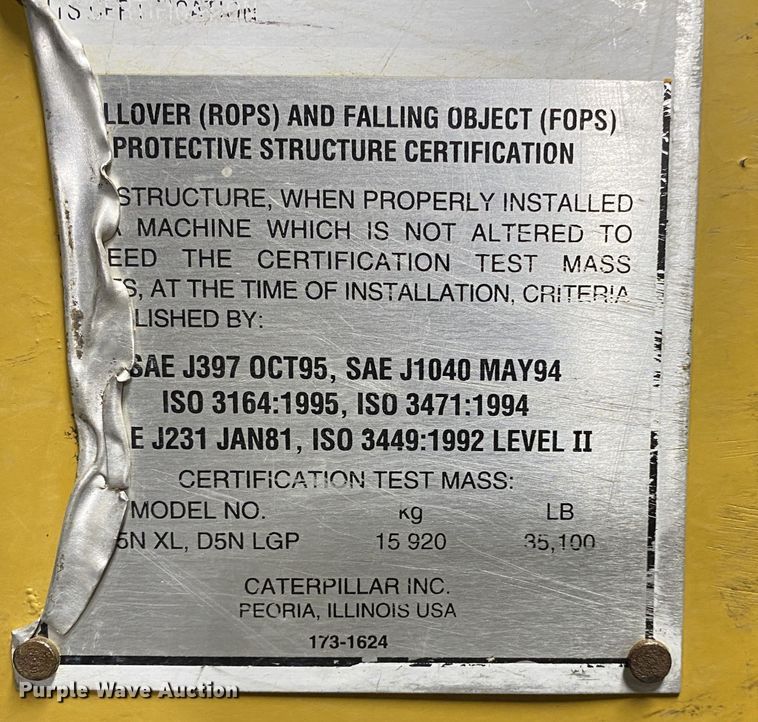 LLOVER (ROPS) AND FALLING OBJECT (FOPS)
PROTECTIVE STRUCTURE CERTIFICATION
STRUCTURE, WHEN PROPERLY INSTALLED
MACHINE WHICH IS NOT ALTERED TO
EED THE CERTIFICATION TEST MASS
S, AT THE TIME OF INSTALLATION, CRITERIA
LISHED BY:
SAE J397 OCT95, SAE J1040 MAY94
ISO 3164:1995, ISO 3471:1994
E J231 JAN81, ISO 3449:1992 LEVEL II
CERTIFICATION TEST MASS:
MODEL NO. kg LB
5N XL, D5N LGP 15 920 35,100
CATERPILLAR INC.
PEORIA, ILLINOIS USA
173-1624
Purple Wave Auction